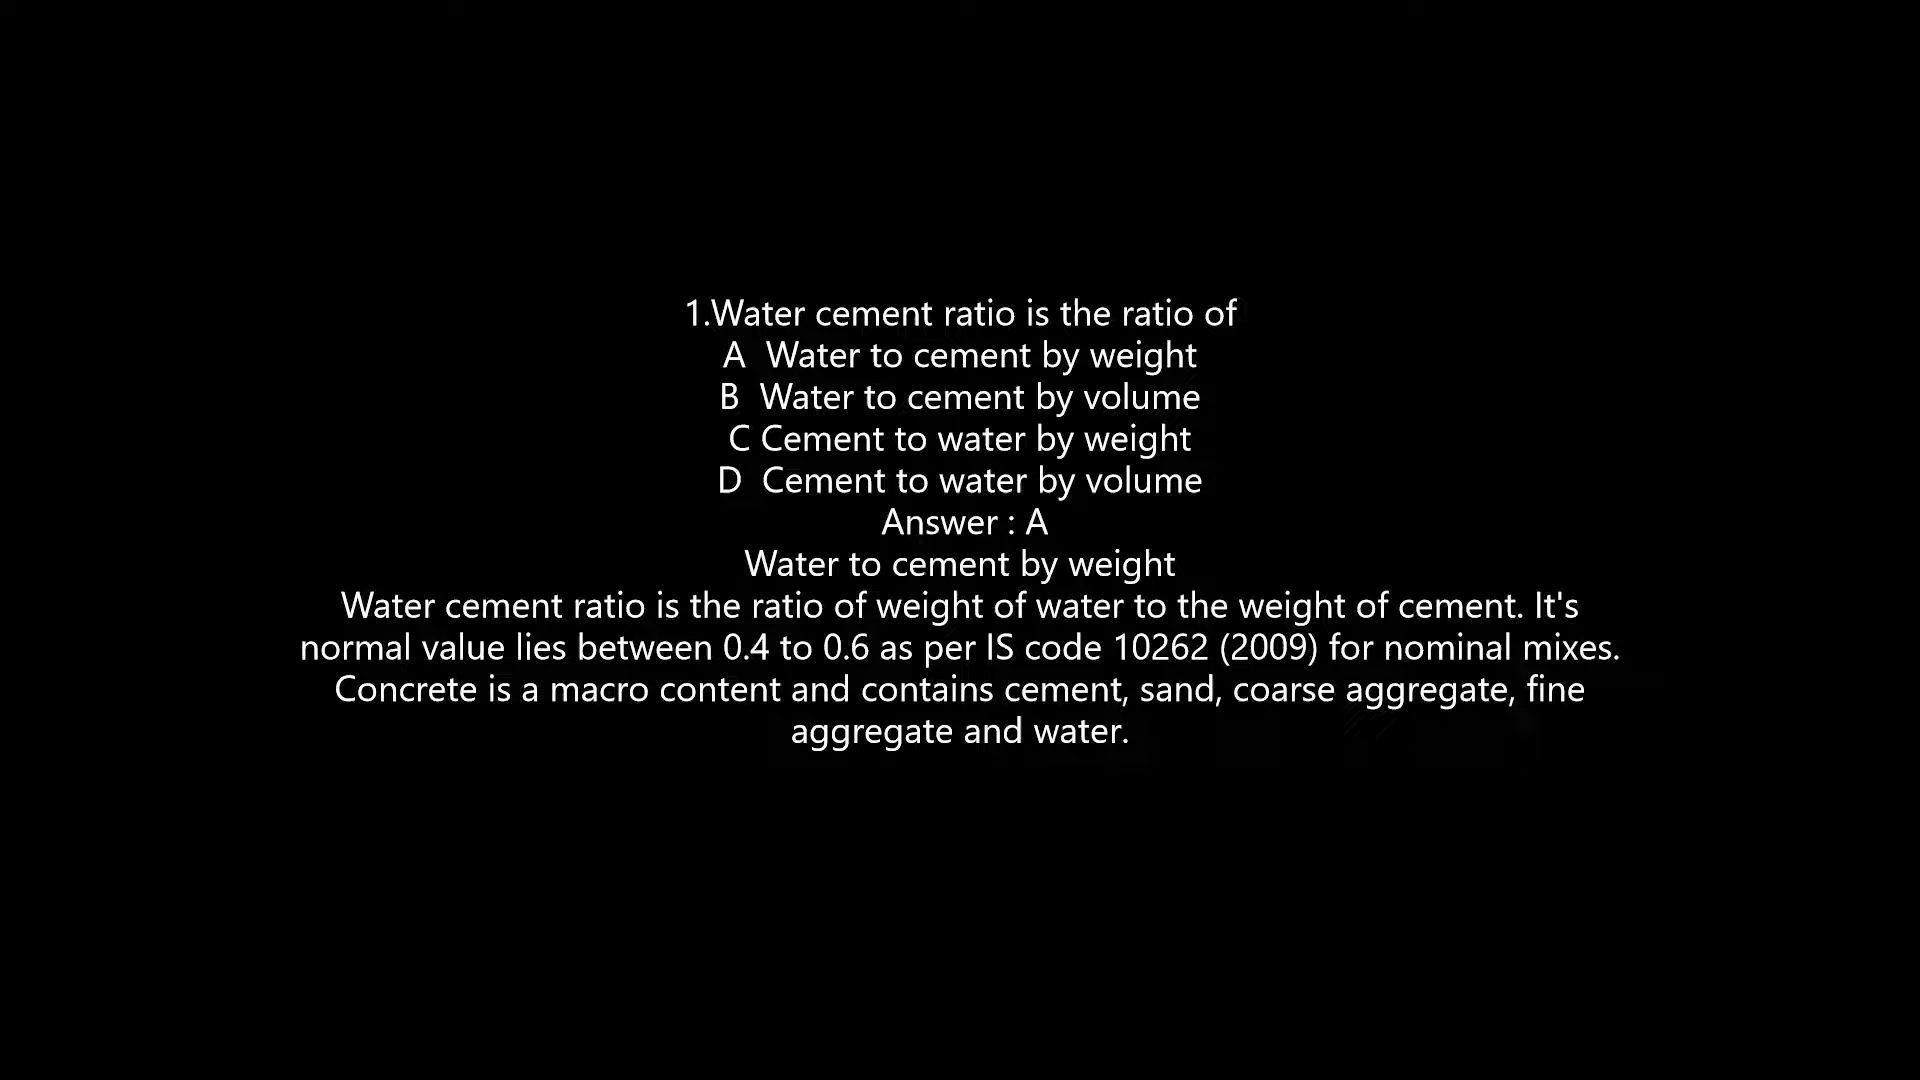 1.Water cement ratio is the ratio of
A  Water to cement by weight
B  Water to cement by volume
C Cement to water by weight
D  Cement to water by volume
Answer : A
Water to cement by weight
Water cement ratio is the ratio of weight of water to the weight of cement. It's
normal value lies between 0.4 to 0.6 as per IS code 10262 (2009) for nominal mixes.
Concrete is a macro content and contains cement, sand, coarse aggregate, fine
aggregate and water.